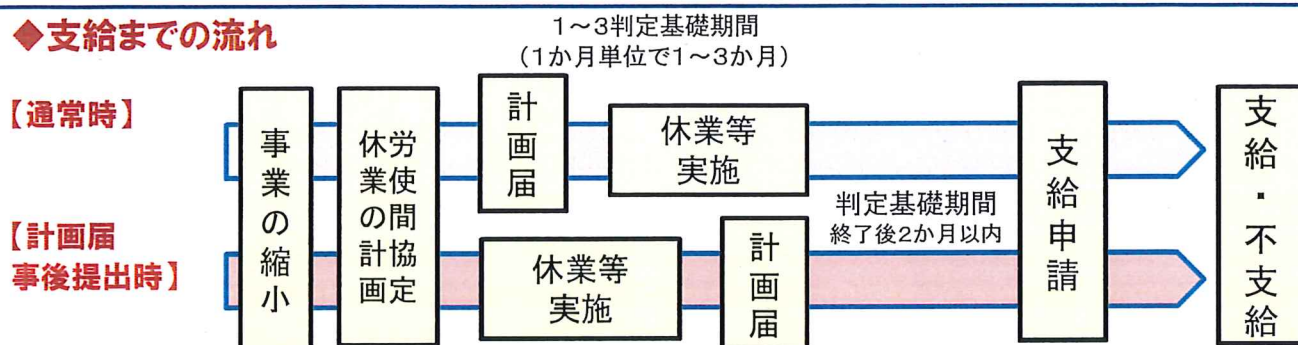 ◆支給までの流れ
1～3判定基礎期間
（1か月単位で1～3か月）
【通常時】
事業の縮小
労使間協定
休業の計画
計画届
休業等
実施
支給申請
支給・不支給
【計画届
事後提出時】
休業等
実施
計画届
判定基礎期間
終了後2か月以内